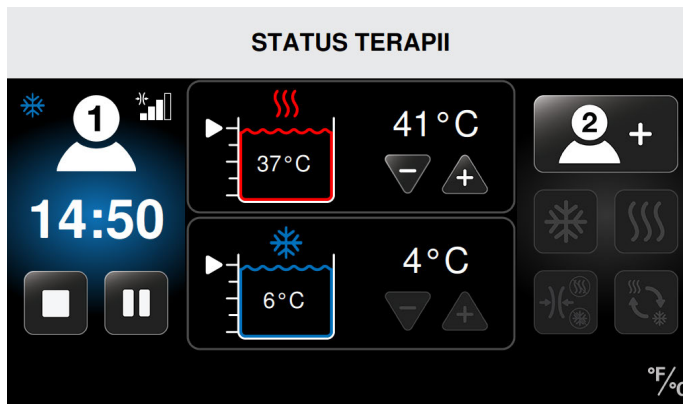 STATUS TERAPII
1
14:50
37°C
41°C
− +
6°C
4°C
− +
2 +
°F/°C